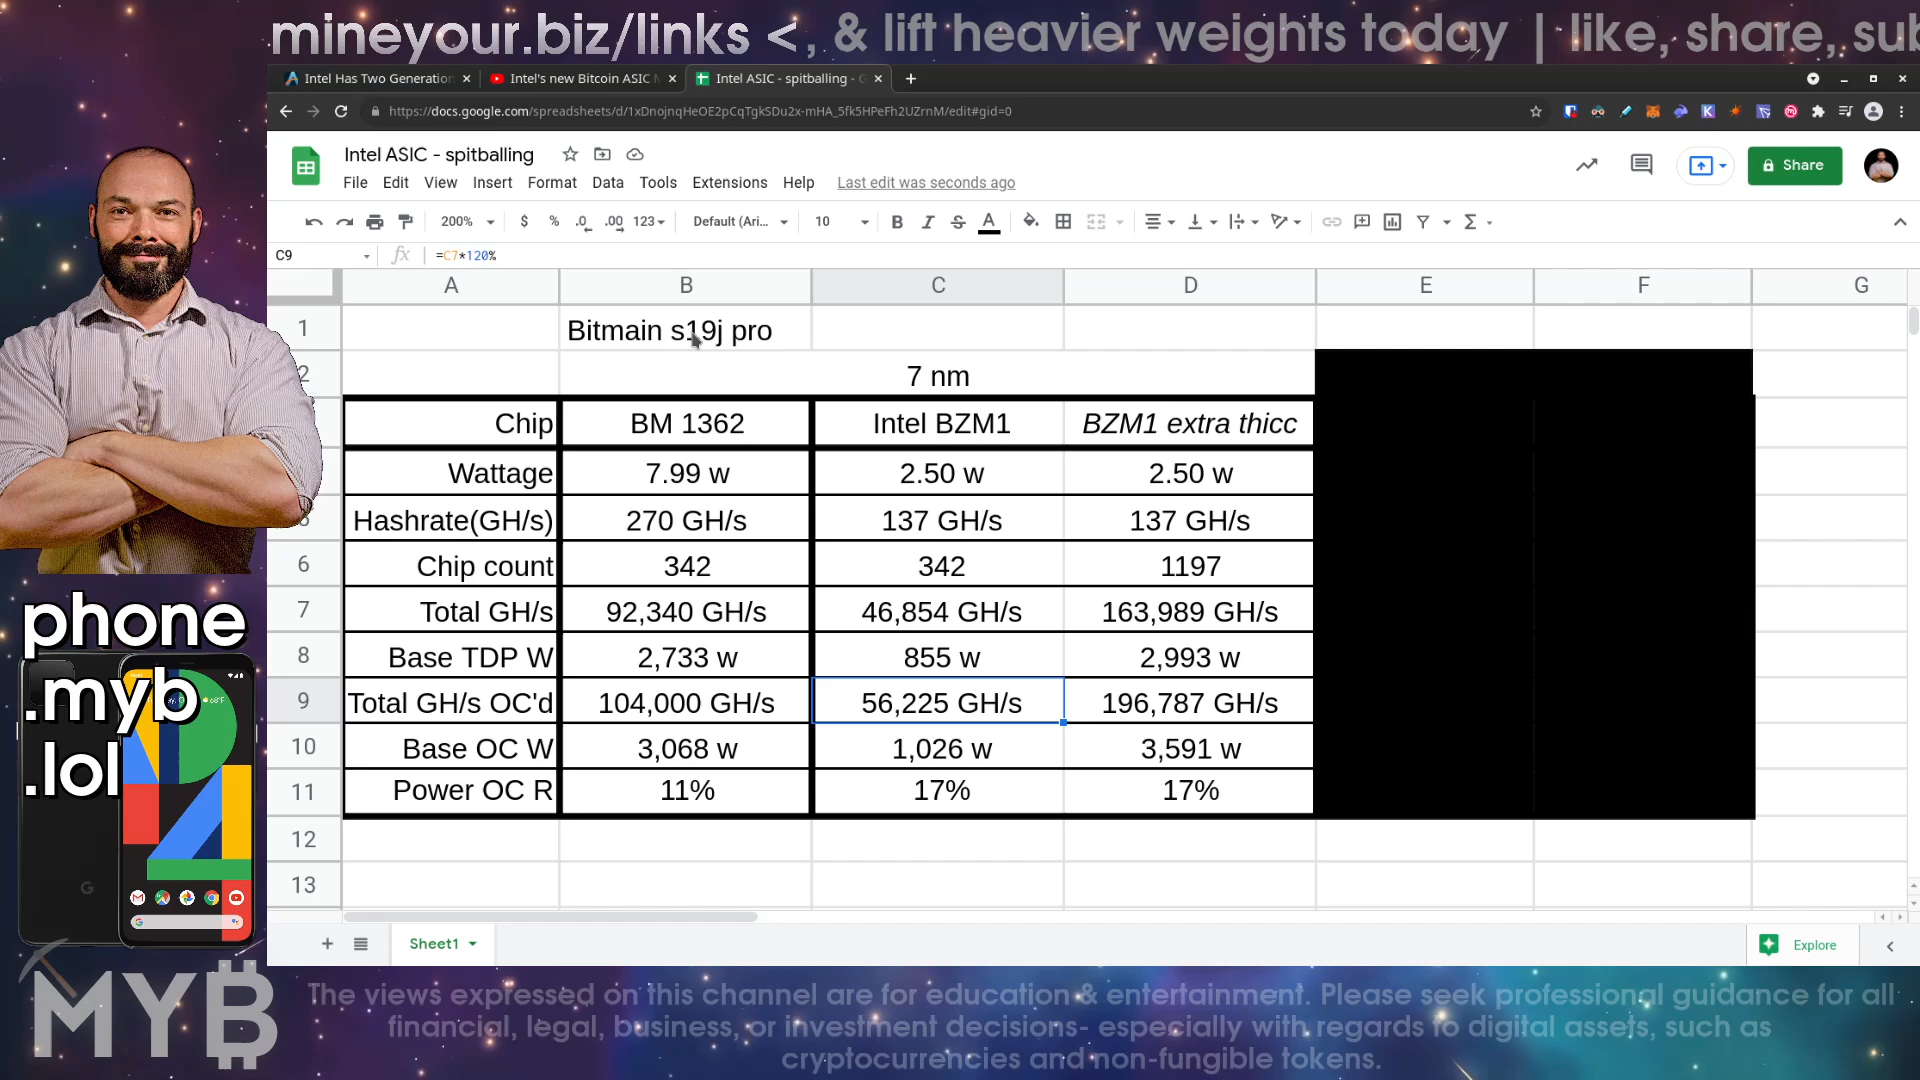 mineyour.biz/links <, & lift heavier weights today | like, share, sub
Intel Has Two Generation
Intel's new Bitcoin ASIC M
Intel ASIC - spitballing - G
https://docs.google.com/spreadsheets/d/1xDnojnqHeOE2pCqTgkSDu2x-mHA_5fk5HPeFh2UZrnM/edit#gid=0
Intel ASIC - spitballing
File Edit View Insert Format Data Tools Extensions Help Last edit was seconds ago
Share
200% $ % .0 .00 123 Default (Ari... 10 B I S A
C9 fx =C7*120%
A B C D E F G
1 Bitmain s19j pro
2 7 nm
Chip BM 1362 Intel BZM1 BZM1 extra thicc
Wattage 7.99 w 2.50 w 2.50 w
5 Hashrate(GH/s) 270 GH/s 137 GH/s 137 GH/s
6 Chip count 342 342 1197
7 Total GH/s 92,340 GH/s 46,854 GH/s 163,989 GH/s
8 Base TDP W 2,733 w 855 w 2,993 w
9 Total GH/s OC'd 104,000 GH/s 56,225 GH/s 196,787 GH/s
10 Base OC W 3,068 w 1,026 w 3,591 w
11 Power OC R 11% 17% 17%
12
13
Sheet1
Explore
phone
.myb
.lol
MYB
The views expressed on this channel are for education & entertainment. Please seek professional guidance for all
financial, legal, business, or investment decisions- especially with regards to digital assets, such as
cryptocurrencies and non-fungible tokens.